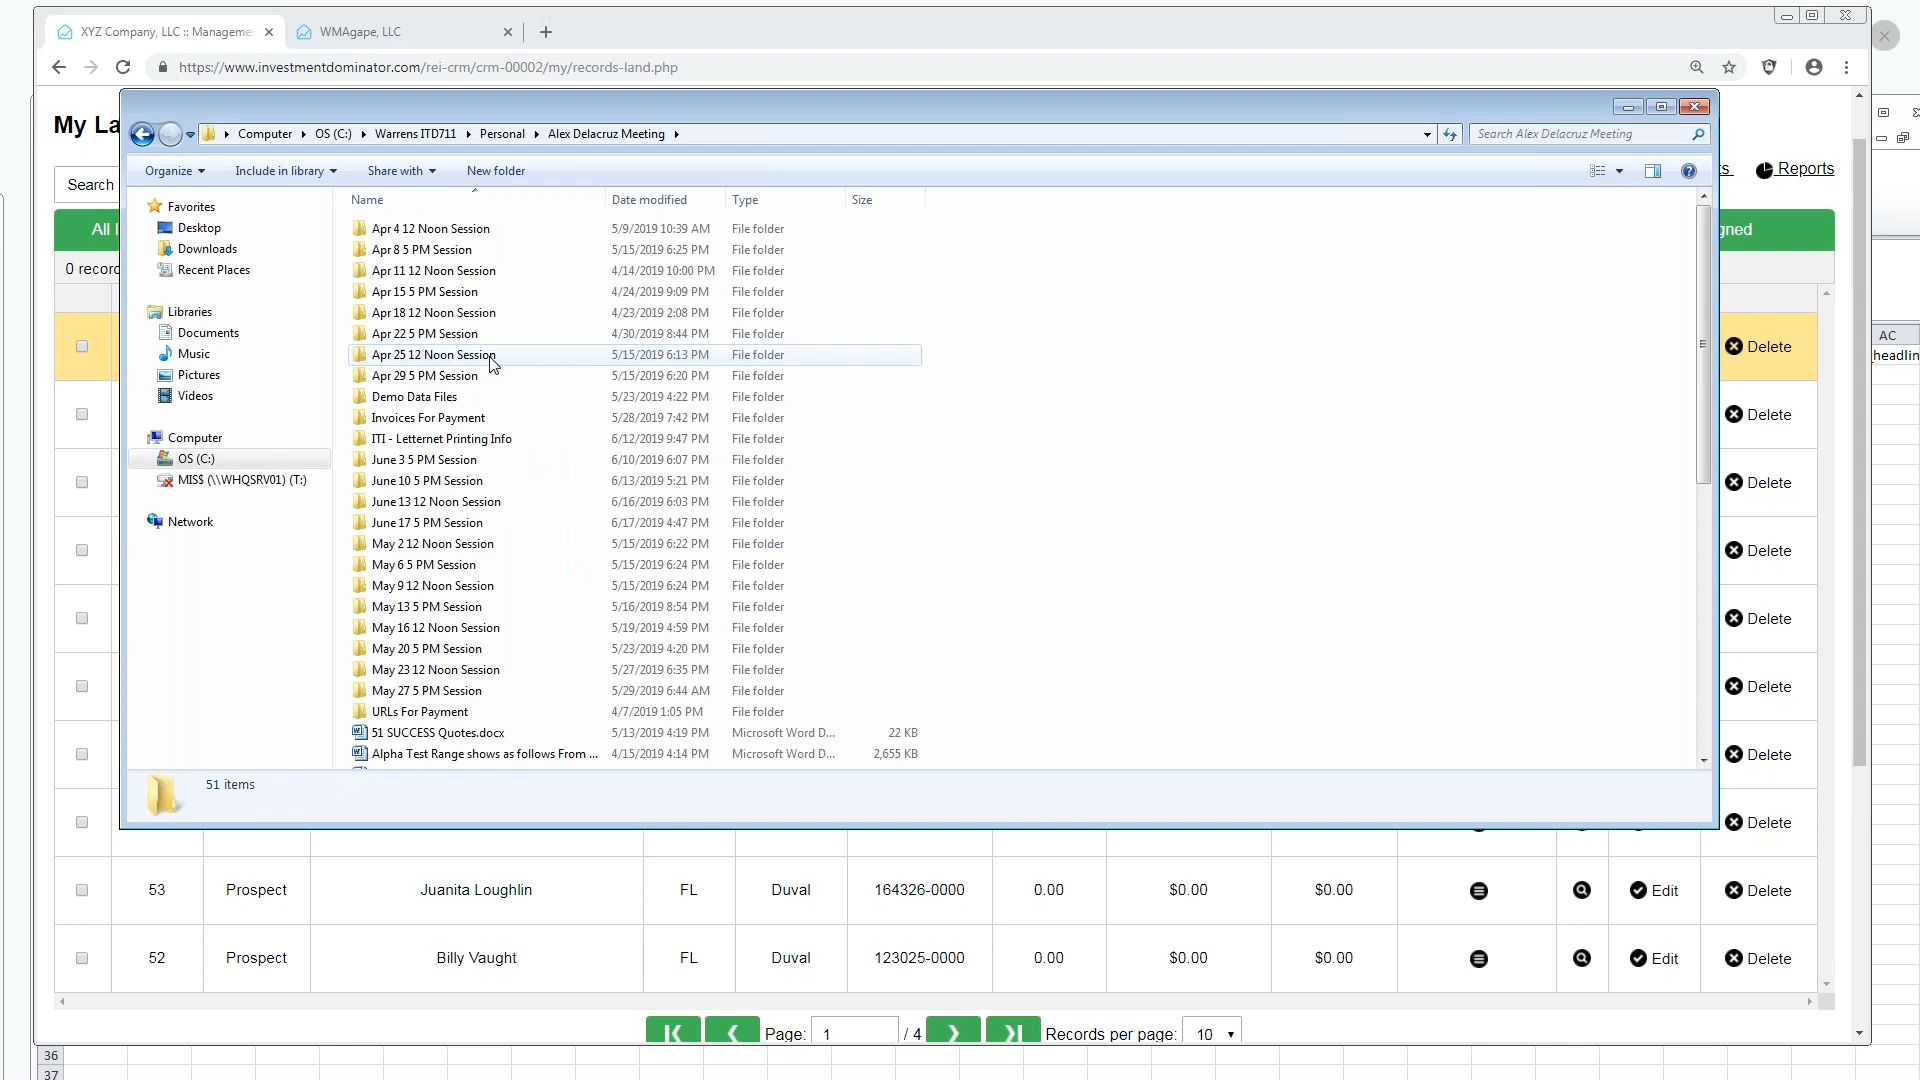 XYZ Company, LLC :: Manageme
WMAgape, LLC
https://www.investmentdominator.com/rei-crm/crm-00002/my/records-land.php
My La
Computer OS (C:) Warrens ITD711 Personal Alex Delacruz Meeting
Search Alex Delacruz Meeting
Organize Include in library Share with New folder
Reports
Search
All
gned
0 recor
Name Date modified Type Size
Favorites
Desktop
Downloads
Recent Places
Libraries
Documents
Music
Pictures
Videos
Computer
OS (C:)
MIS$ (\\WHQSRV01) (T:)
Network
Apr 4 12 Noon Session 5/9/2019 10:39 AM File folder
Apr 8 5 PM Session 5/15/2019 6:25 PM File folder
Apr 11 12 Noon Session 4/14/2019 10:00 PM File folder
Apr 15 5 PM Session 4/24/2019 9:09 PM File folder
Apr 18 12 Noon Session 4/23/2019 2:08 PM File folder
Apr 22 5 PM Session 4/30/2019 8:44 PM File folder
Apr 25 12 Noon Session 5/15/2019 6:13 PM File folder
Apr 29 5 PM Session 5/15/2019 6:20 PM File folder
Demo Data Files 5/23/2019 4:22 PM File folder
Invoices For Payment 5/28/2019 7:42 PM File folder
ITI - Letternet Printing Info 6/12/2019 9:47 PM File folder
June 3 5 PM Session 6/10/2019 6:07 PM File folder
June 10 5 PM Session 6/13/2019 5:21 PM File folder
June 13 12 Noon Session 6/16/2019 6:03 PM File folder
June 17 5 PM Session 6/17/2019 4:47 PM File folder
May 2 12 Noon Session 5/15/2019 6:22 PM File folder
May 6 5 PM Session 5/15/2019 6:24 PM File folder
May 9 12 Noon Session 5/15/2019 6:24 PM File folder
May 13 5 PM Session 5/16/2019 8:54 PM File folder
May 16 12 Noon Session 5/19/2019 4:59 PM File folder
May 20 5 PM Session 5/23/2019 4:20 PM File folder
May 23 12 Noon Session 5/27/2019 6:35 PM File folder
May 27 5 PM Session 5/29/2019 6:44 AM File folder
URLs For Payment 4/7/2019 1:05 PM File folder
51 SUCCESS Quotes.docx 5/13/2019 4:19 PM Microsoft Word D... 22 KB
Alpha Test Range shows as follows From ... 4/15/2019 4:14 PM Microsoft Word D... 2,655 KB
51 items
AC
headlin
Delete
Delete
Delete
Delete
Delete
Delete
Delete
Delete
53 Prospect Juanita Loughlin FL Duval 164326-0000 0.00 $0.00 $0.00 Edit Delete
52 Prospect Billy Vaught FL Duval 123025-0000 0.00 $0.00 $0.00 Edit Delete
Page: 1 / 4 Records per page: 10
36
37